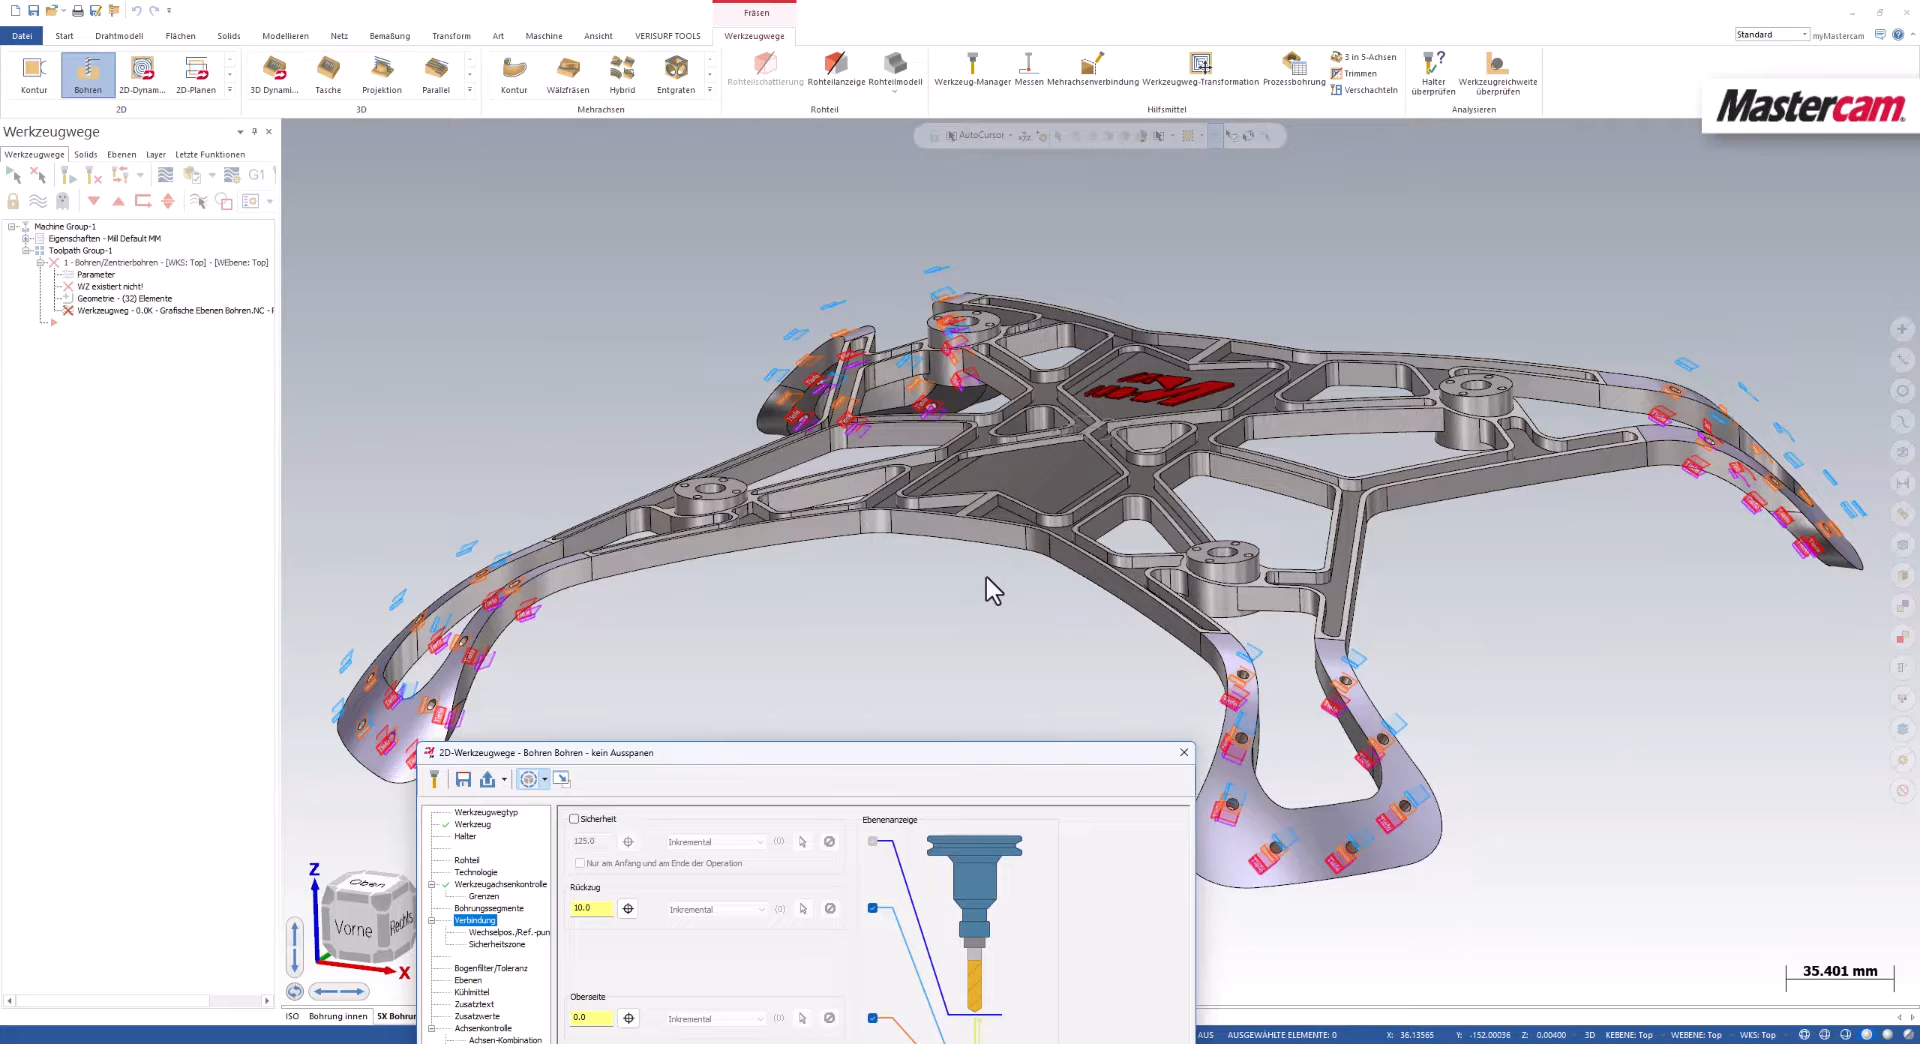 Fräsen
Datei Start Drahtmodell Flächen Solids Modellieren Netz Bemaßung Transform Art Maschine Ansicht VERISURF TOOLS Werkzeugwege
Standard myMastercam
Kontur Bohren 2D-Dynam... 2D-Planen
3D Dynami... Tasche Projektion Parallel
Kontur Wälzfräsen Hybrid Entgraten
Rohteilschattierung Rohteilanzeige Rohteilmodell
Werkzeug-Manager Messen Mehrachsenverbindung Werkzeugweg-Transformation Prozessbohrung
3 in 5-Achsen
Trimmen
Verschachteln
Halter überprüfen
Werkzeugreichweite überprüfen
2D 3D Mehrachsen Rohteil Hilfsmittel Analysieren
Mastercam
Werkzeugwege
Werkzeugwege Solids Ebenen Layer Letzte Funktionen
G1
AutoCursor
Machine Group-1
Eigenschaften - Mill Default MM
Toolpath Group-1
1 - Bohren/Zentrierbohren - [WKS: Top] - [WEbene: Top]
Parameter
WZ existiert nicht!
Geometrie - (32) Elemente
Werkzeugweg - 0.0K - Grafische Ebenen Bohren.NC - F
2D-Werkzeugwege - Bohren Bohren - kein Ausspanen
Werkzeugwegtyp
Werkzeug
Halter
Rohteil
Technologie
Werkzeugachsenkontrolle
Grenzen
Bohrungssegmente
Verbindung
Wechselpos./Ref.-pun
Sicherheitszone
Bogenfilter/Toleranz
Ebenen
Kühlmittel
Zusatztext
Zusatzwerte
Achsenkontrolle
Achsen-Kombination
Sicherheit
125.0 Inkremental (0)
Nur am Anfang und am Ende der Operation
Rückzug
10.0 Inkremental (0)
Oberseite
0.0 Inkremental (0)
Ebenenanzeige
Z
Oben
Vorne
Rechts
X
35.401 mm
ISO Bohrung innen 5X Bohrun
AUS AUSGEWÄHLTE ELEMENTE: 0 X: 36.13565 Y: -152.00036 Z: 0.00400 3D KEBENE: Top WEBENE: Top WKS: Top